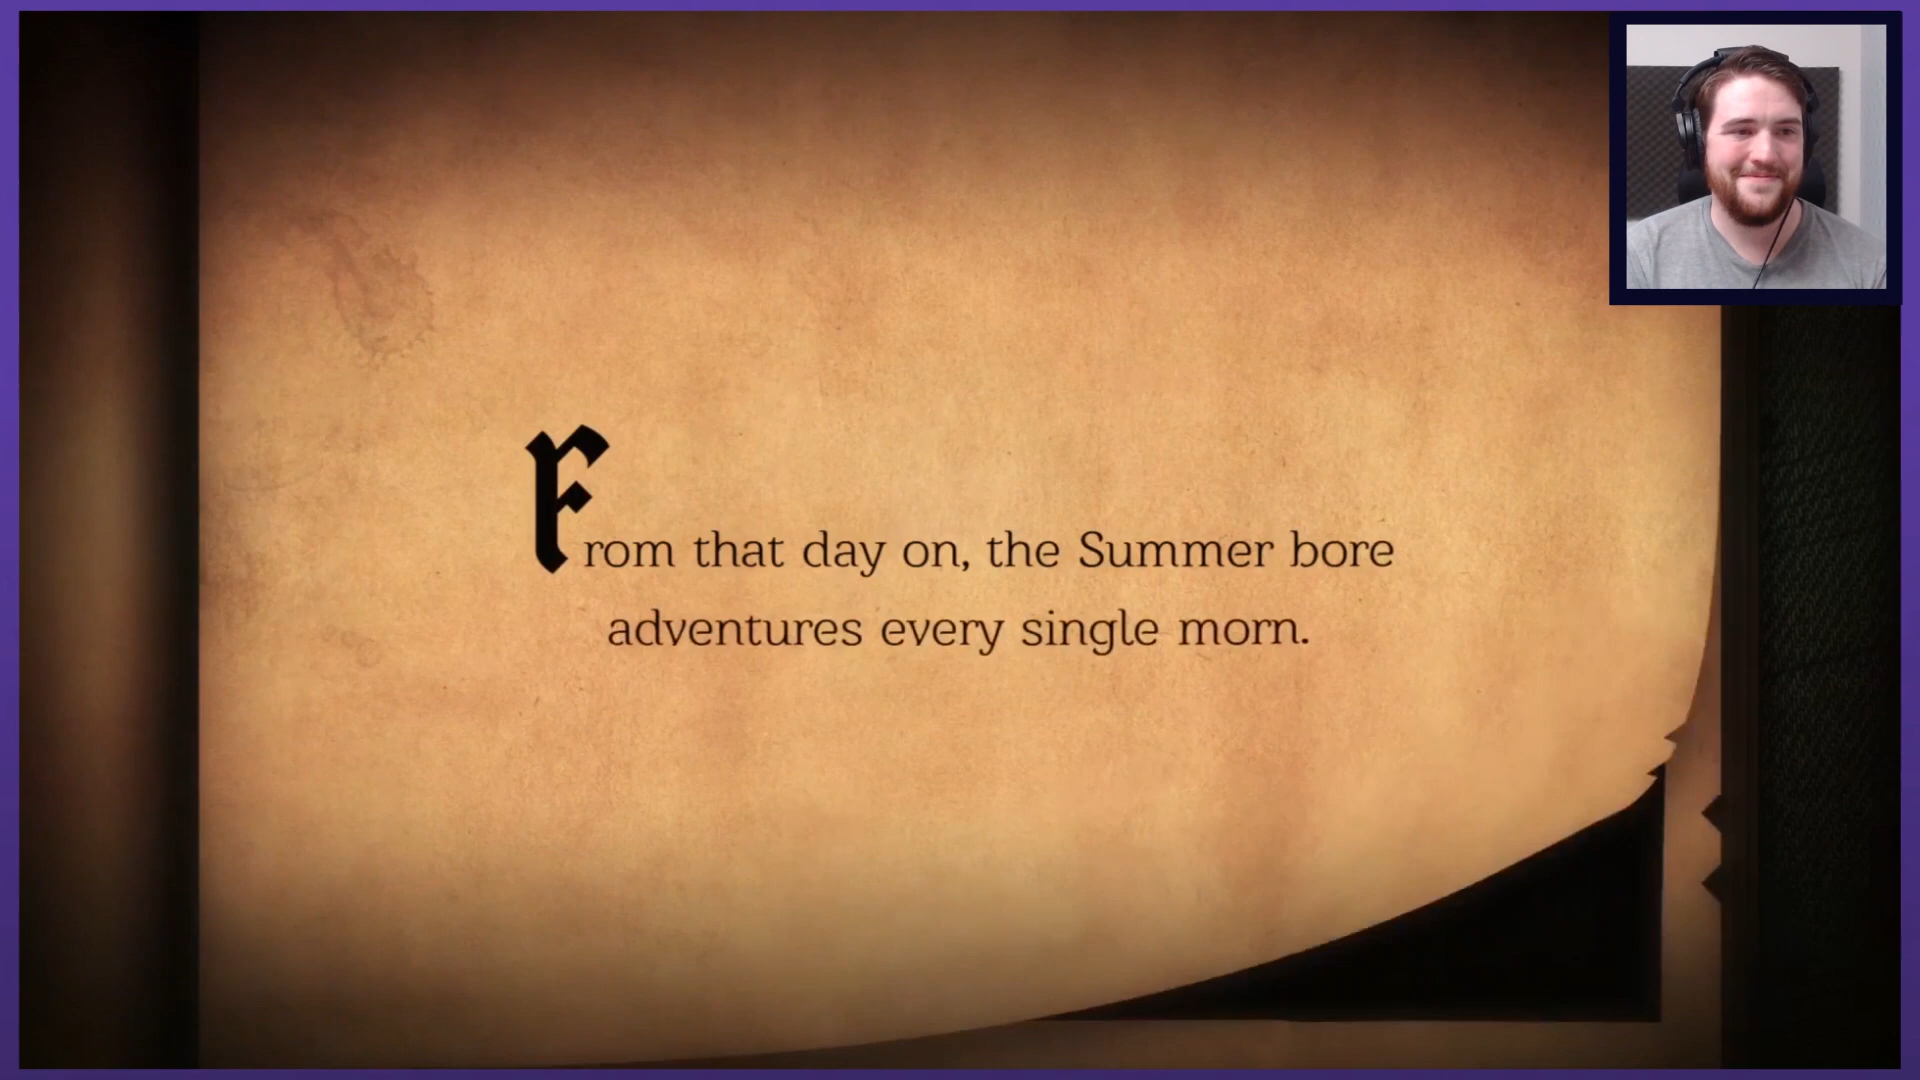 From that day on, the Summer bore
adventures every single morn.